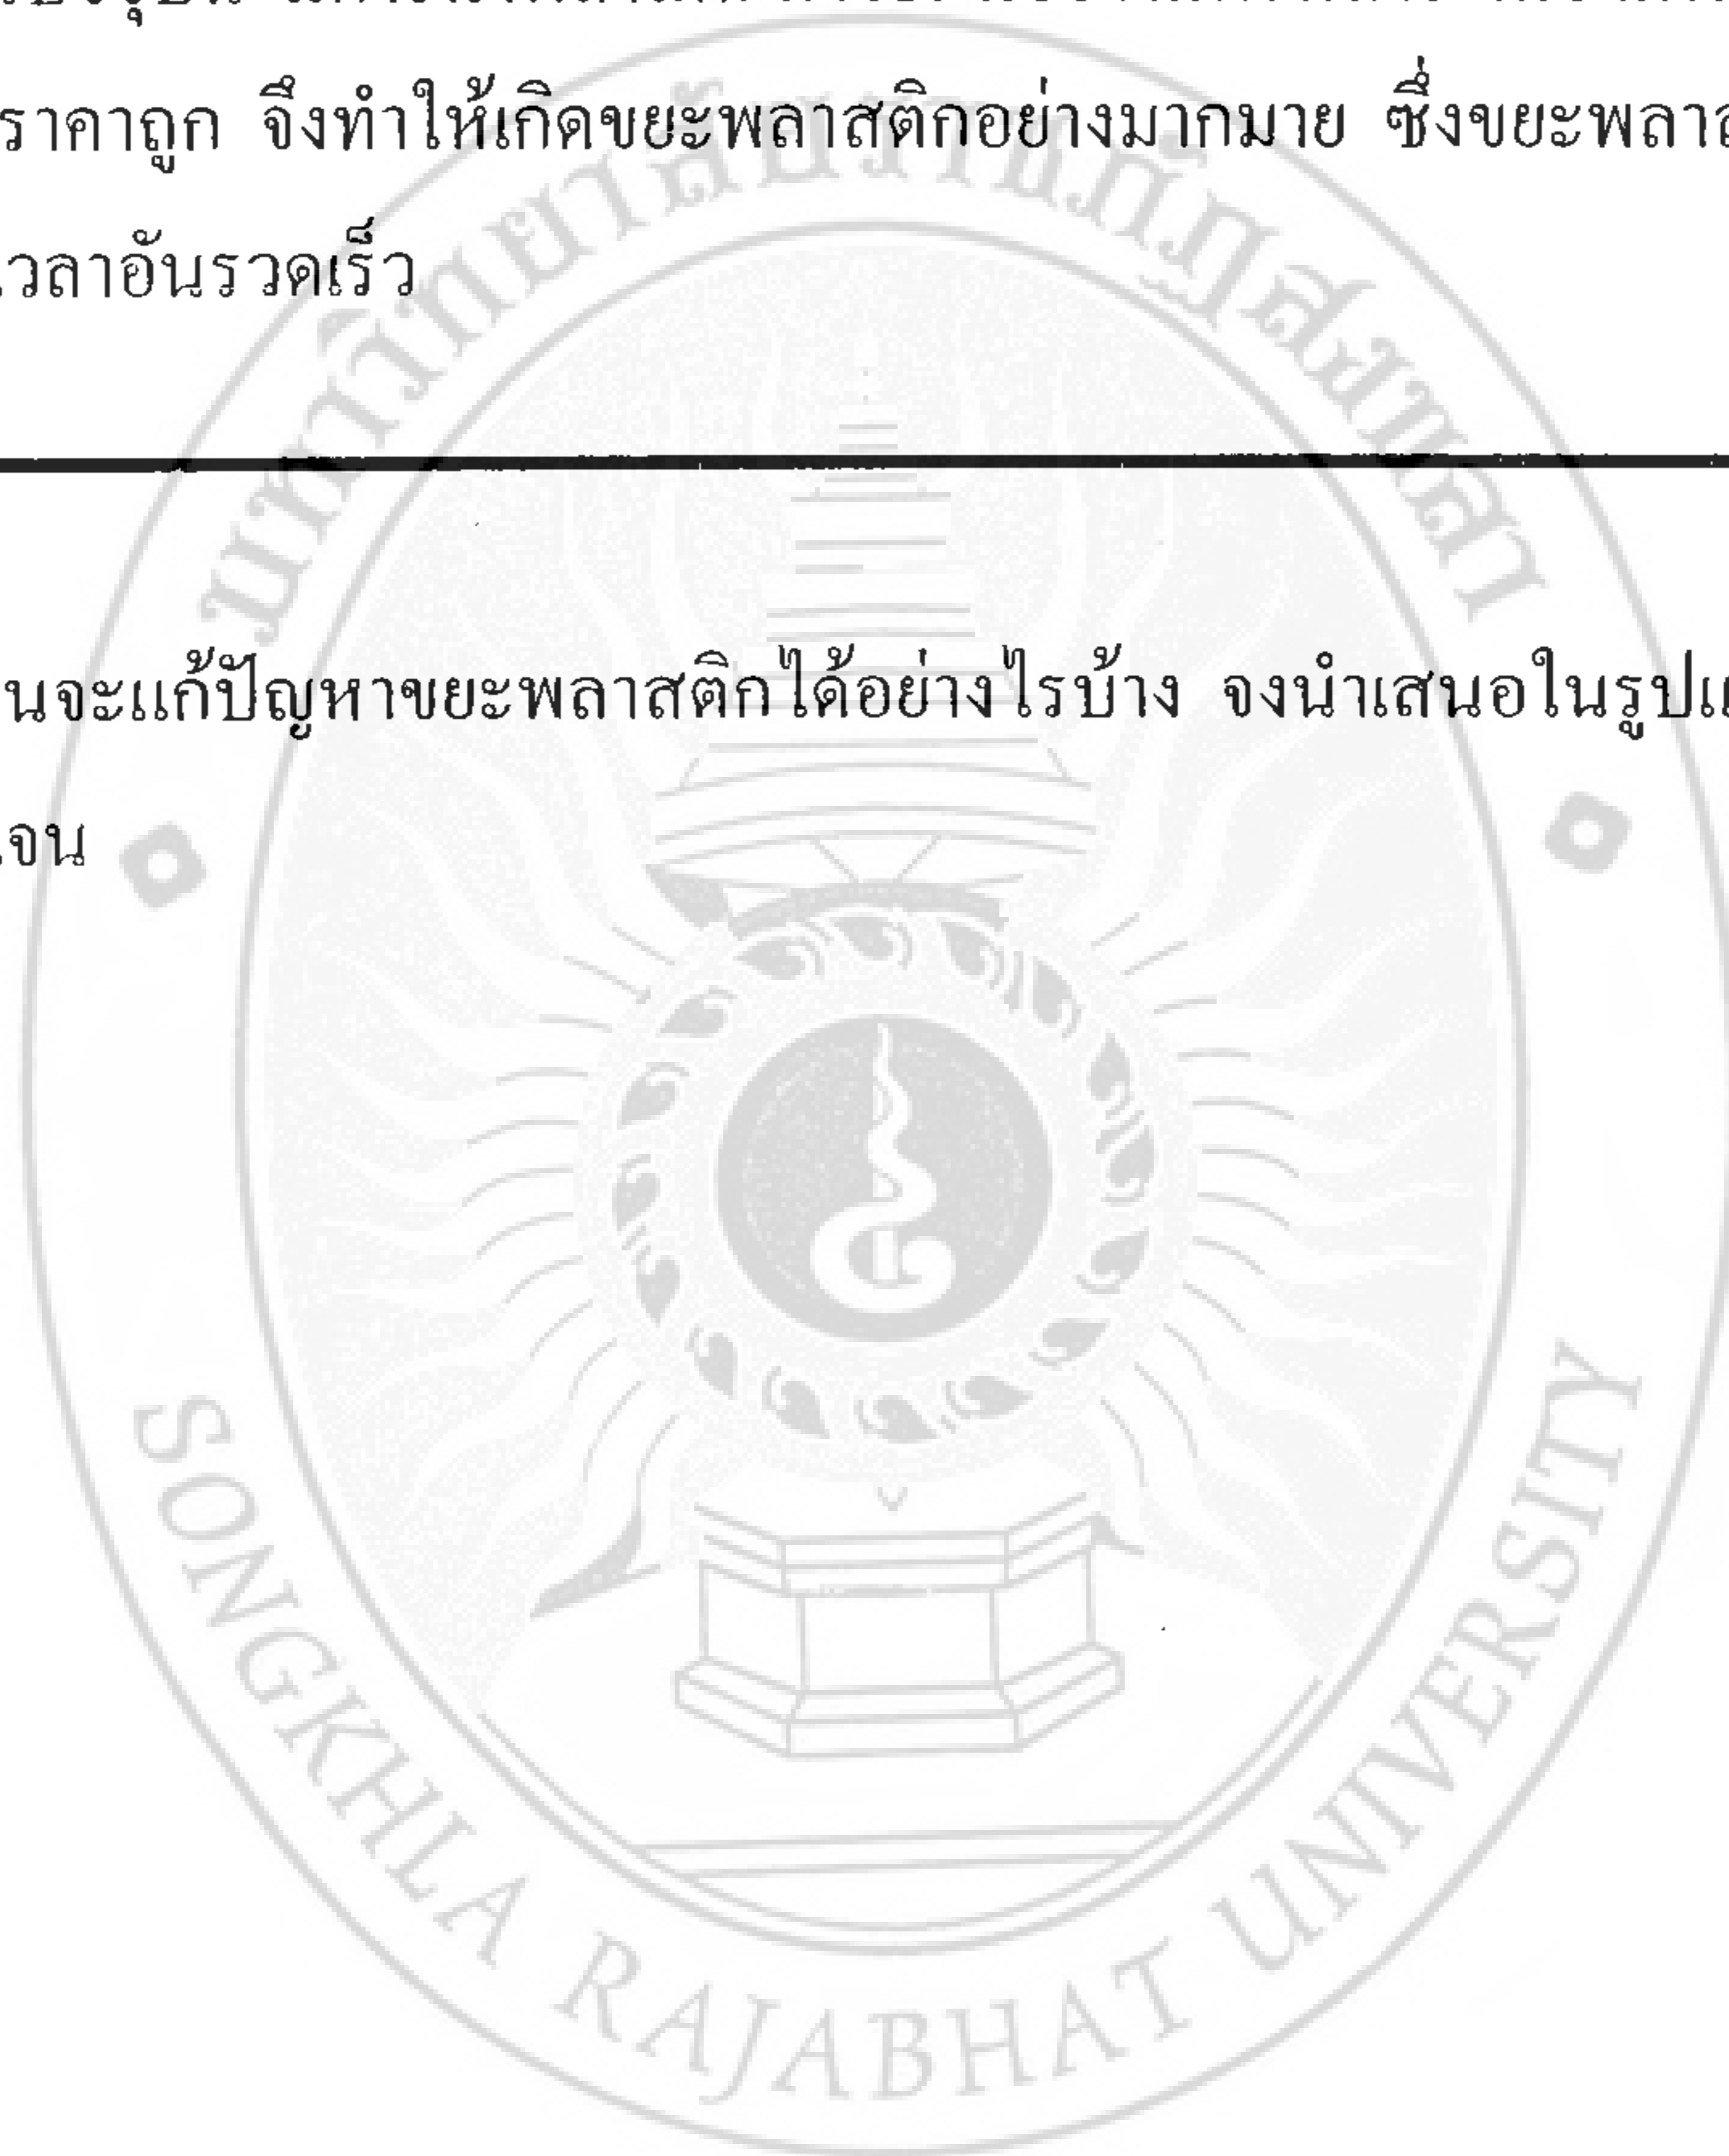 ราคาถูก จึงทำให้เกิดขยะพลาสติกอย่างมากมาย ซึ่งขยะพลา
เวลาอันรวดเร็ว
นจะแก้ปัญหาขยะพลาสติกได้อย่างไรบ้าง จงนำเสนอในรูป
เจน
มหาวิทยาลัยราชภัฏสงขลา
SONGKHLA RAJABHAT UNIVERSITY